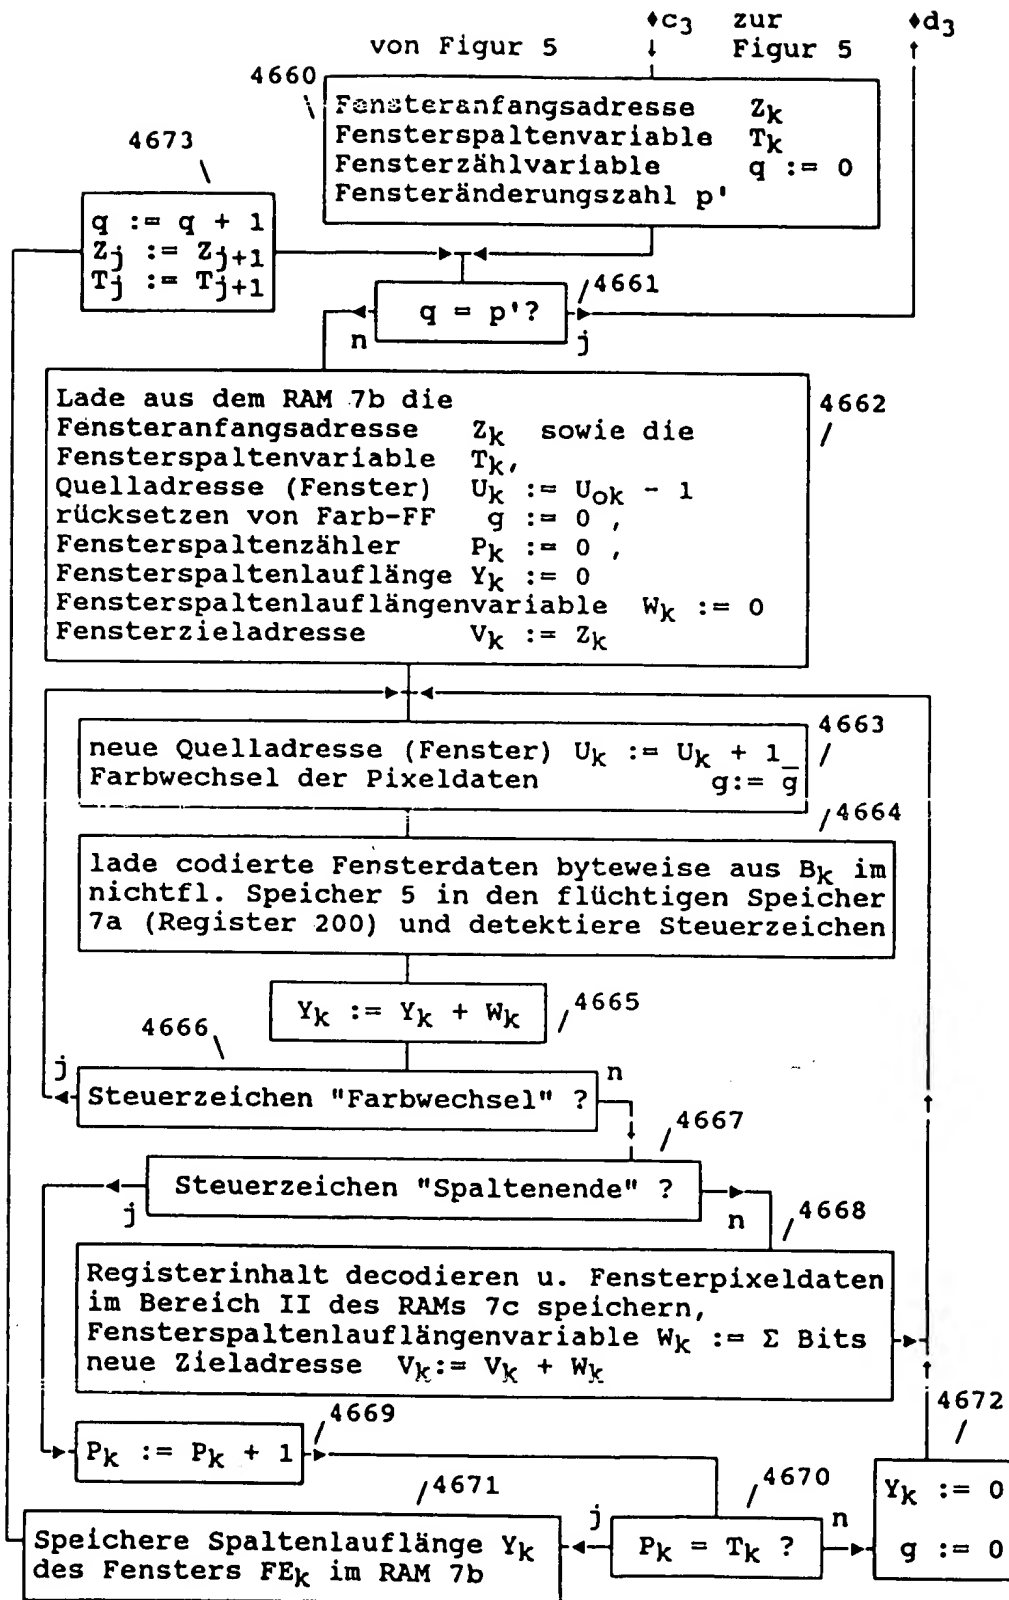 ♦c3 zur ♦d3
von Figur 5 ↓ Figur 5 ↑
4660
Fensteranfangsadresse Zk
Fensterspaltenvariable Tk
Fensterzählvariable q := 0
Fensteränderungszahl p'
4673
q := q + 1
Zj := Zj+1
Tj := Tj+1
4661
q = p'?
n j
4662
Lade aus dem RAM 7b die
Fensteranfangsadresse Zk sowie die
Fensterspaltenvariable Tk,
Quelladresse (Fenster) Uk := Uok - 1
rücksetzen von Farb-FF g := 0 ,
Fensterspaltenzähler Pk := 0 ,
Fensterspaltenlauflänge Yk := 0
Fensterspaltenlauflängenvariable Wk := 0
Fensterzieladresse Vk := Zk
4663
neue Quelladresse (Fenster) Uk := Uk + 1
Farbwechsel der Pixeldaten g:= g̅
4664
lade codierte Fensterdaten byteweise aus Bk im
nichtfl. Speicher 5 in den flüchtigen Speicher
7a (Register 200) und detektiere Steuerzeichen
Yk := Yk + Wk
4665
4666
j n
Steuerzeichen "Farbwechsel" ?
4667
Steuerzeichen "Spaltenende" ?
j n
4668
Registerinhalt decodieren u. Fensterpixeldaten
im Bereich II des RAMs 7c speichern,
Fensterspaltenlauflängenvariable Wk := Σ Bits
neue Zieladresse Vk:= Vk + Wk
4669
Pk := Pk + 1
4672
Yk := 0
g := 0
4671
Speichere Spaltenlauflänge Yk
des Fensters FEk im RAM 7b
4670
j n
Pk = Tk ?